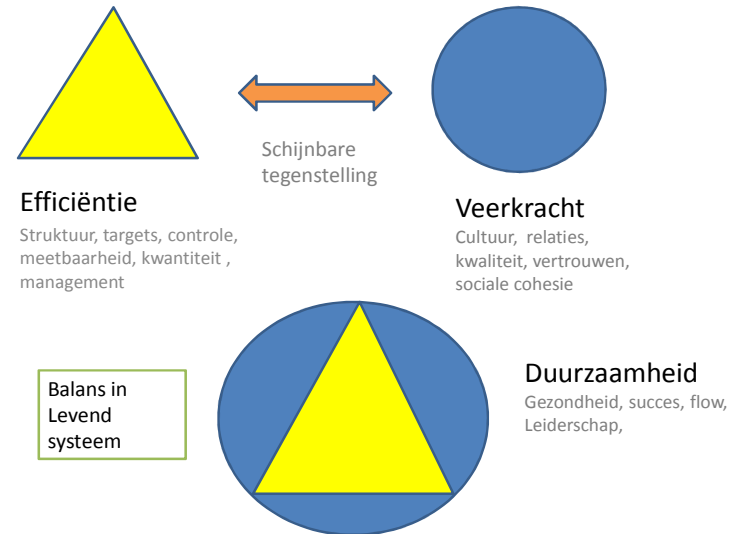 Schijnbare
tegenstelling
Efficiëntie
Struktuur, targets, controle,
meetbaarheid, kwantiteit ,
management
Veerkracht
Cultuur, relaties,
kwaliteit, vertrouwen,
sociale cohesie
Balans in
Levend
systeem
Duurzaamheid
Gezondheid, succes, flow,
Leiderschap,